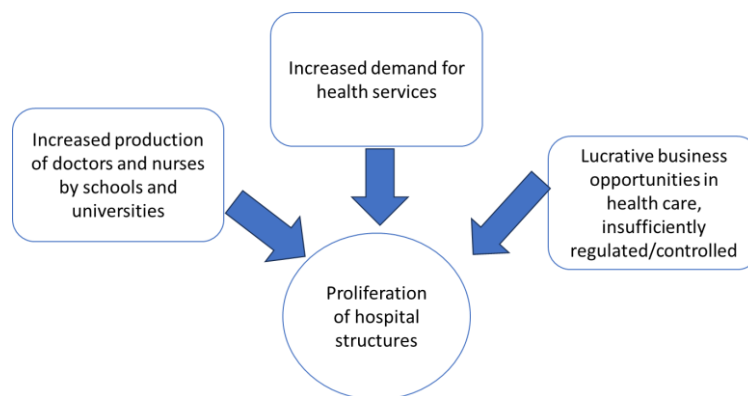 Increased demand for
health services
Increased production
of doctors and nurses
by schools and
universities
Lucrative business
opportunities in
health care,
insufficiently
regulated/controlled
Proliferation
of hospital
structures